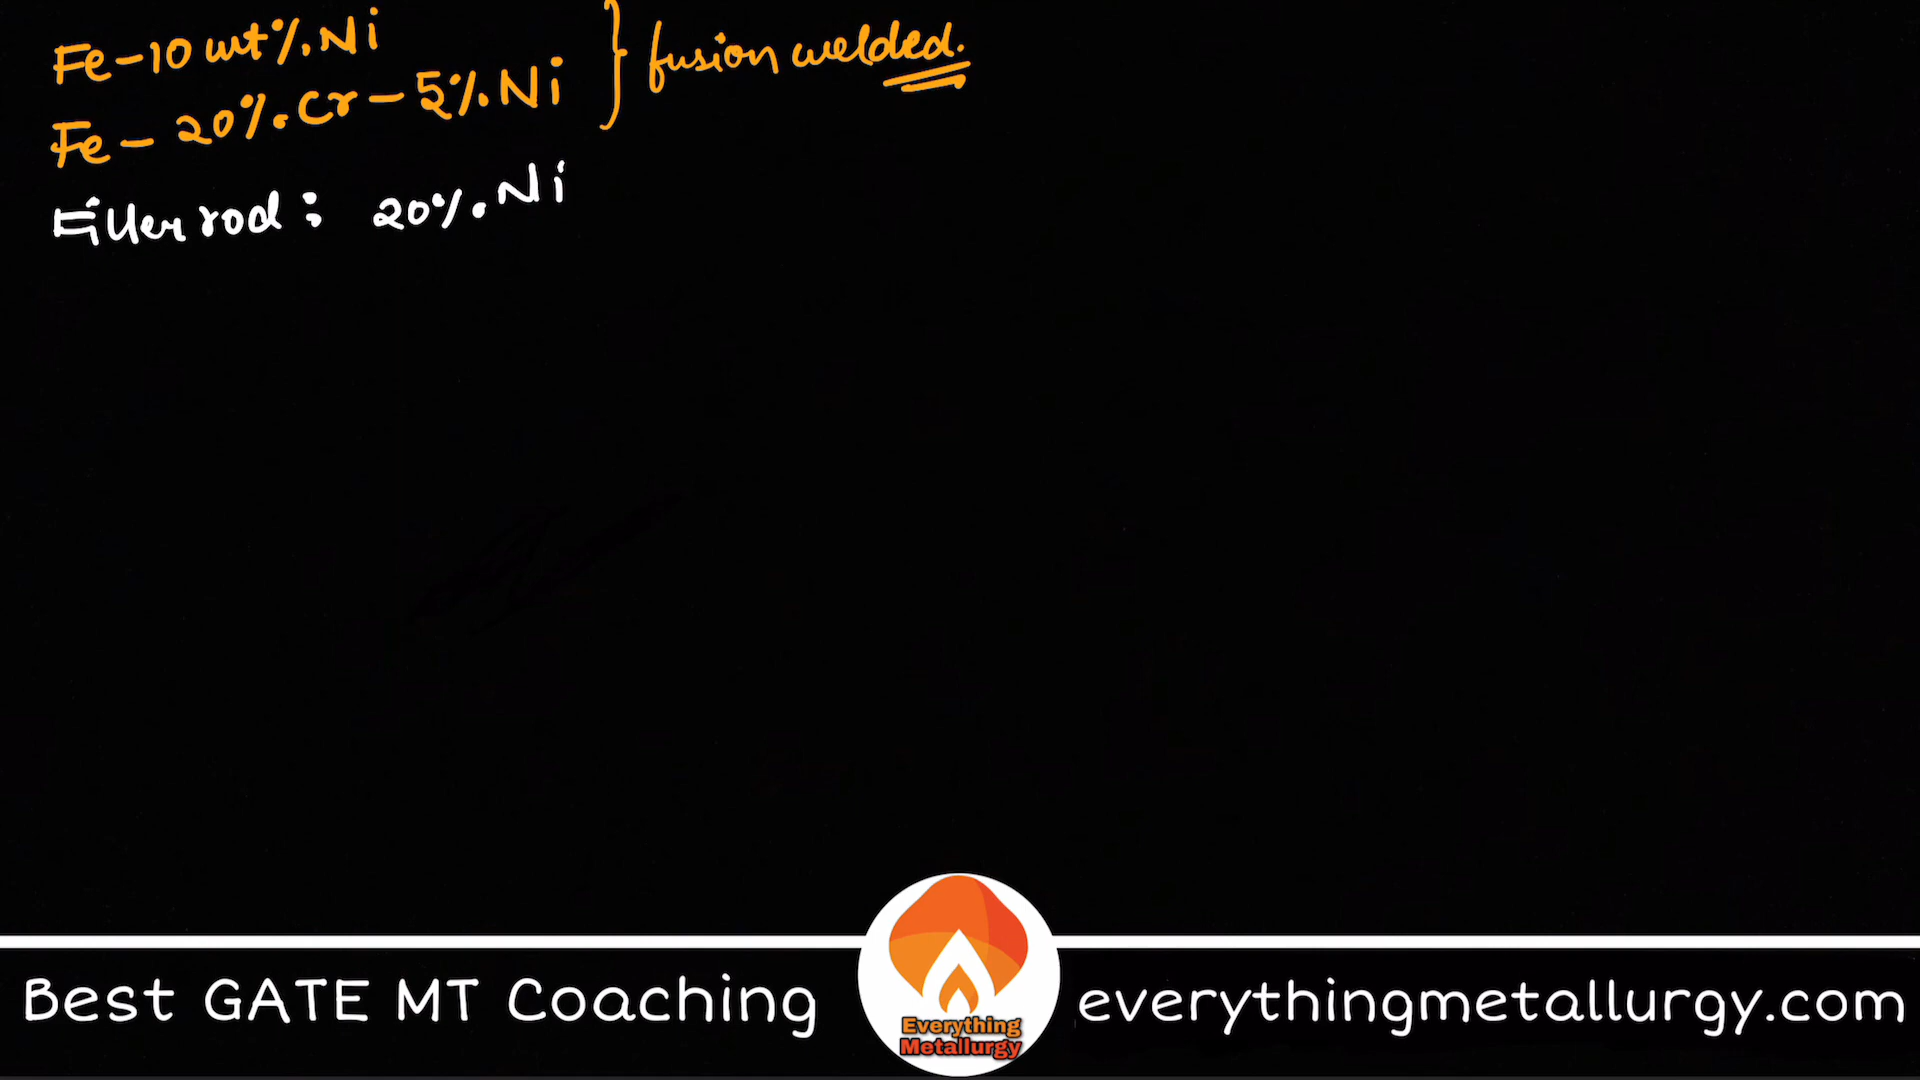 Fe-10 wt%.Ni
Fe- 20%.Cr-5%.Ni } fusion welded.
Filler rod : 20%.Ni
Best GATE MT Coaching
Everything
Metallurgy
everythingmetallurgy.com